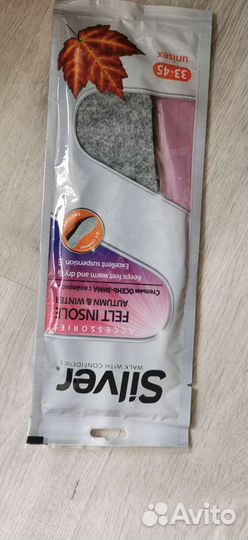 Silver®
WALK WITH CONFIDENCE
ACCESSORIES
FELT INSOLE
AUTUMN & WINTER
Стельки ОСЕНЬ-ЗИМА с войлоком
Keeps feet warm and dry
Excellent suspension
33-45
unisex
Avito